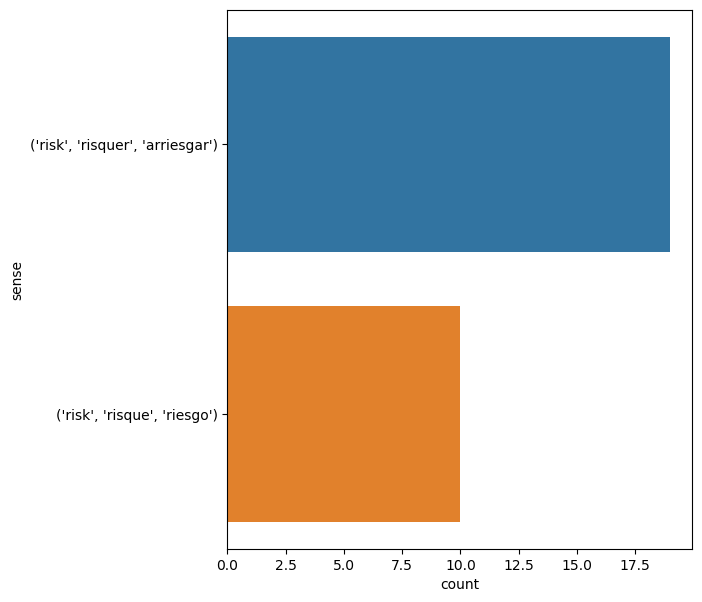 sense
('risk', 'risquer', 'arriesgar')
('risk', 'risque', 'riesgo')
0.0 2.5 5.0 7.5 10.0 12.5 15.0 17.5
count